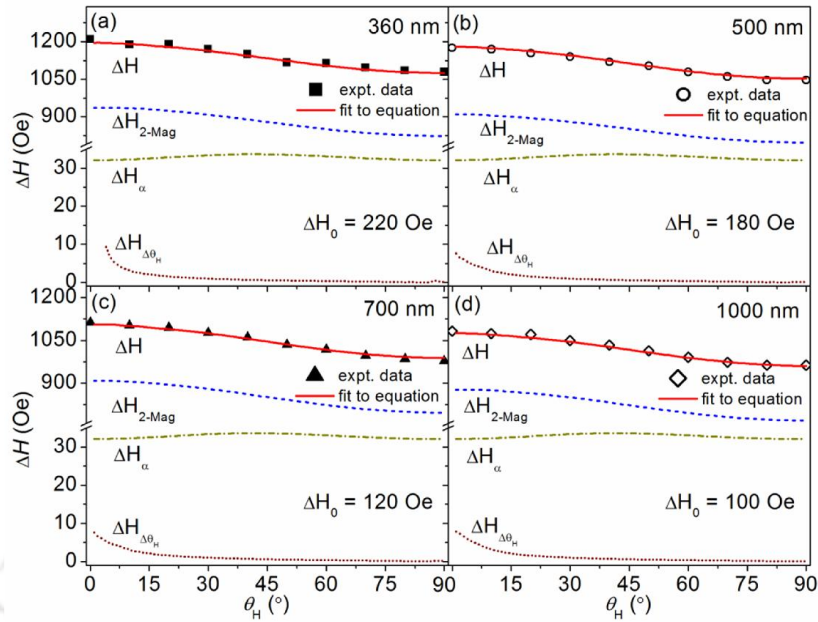 (a) 360 nm
ΔH
■ expt. data
fit to equation
ΔH2-Mag
ΔHα
ΔH0 = 220 Oe
ΔHΔθH
1200
1050
900
30
20
10
0
ΔH (Oe)
(b) 500 nm
ΔH
expt. data
fit to equation
ΔH2-Mag
ΔHα
ΔH0 = 180 Oe
ΔHΔθH
(c) 700 nm
ΔH
expt. data
fit to equation
ΔH2-Mag
ΔHα
ΔH0 = 120 Oe
ΔHΔθH
1200
1050
900
30
20
10
0
ΔH (Oe)
0 15 30 45 60 75 90
θH (°)
(d) 1000 nm
ΔH
expt. data
fit to equation
ΔH2-Mag
ΔHα
ΔH0 = 100 Oe
ΔHΔθH
0 15 30 45 60 75 90
θH (°)